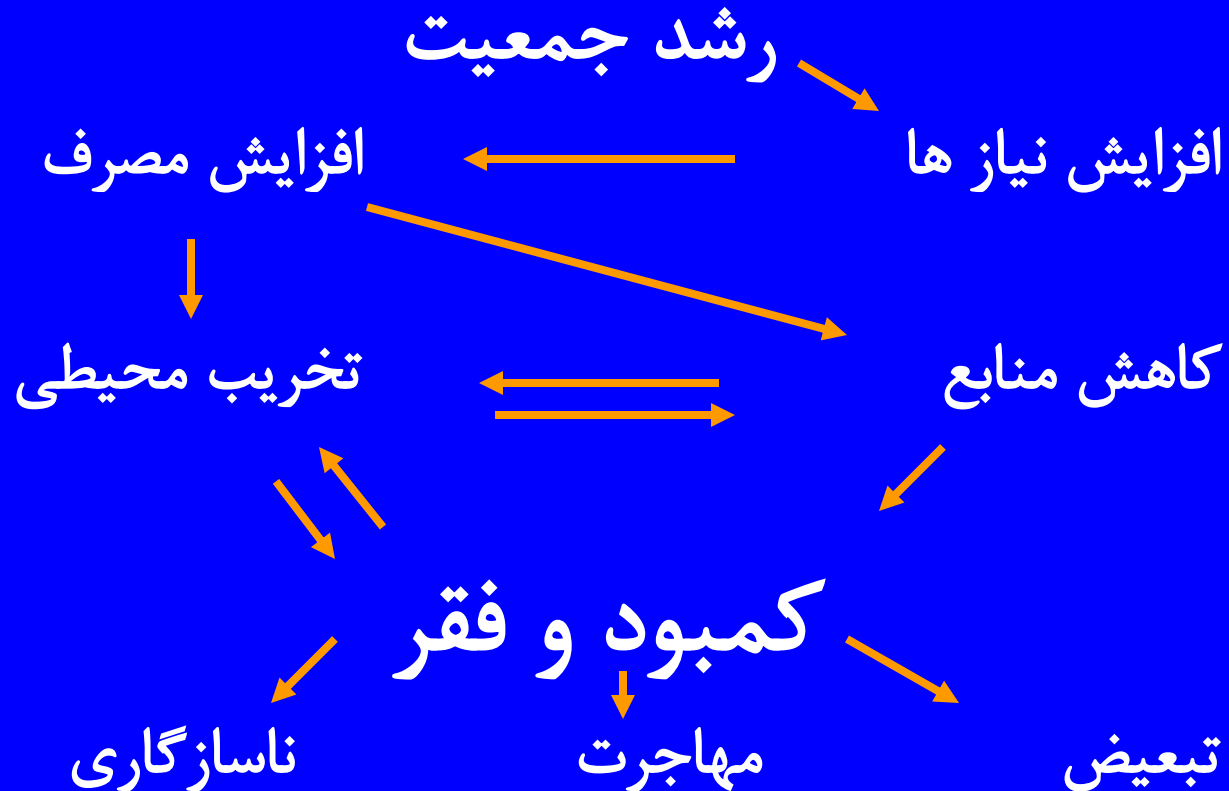 رشد جمعیت
افزایش نیاز ها
افزایش مصرف
کاهش منابع
تخریب محیطی
کمبود و فقر
تبعیض
مهاجرت
ناسازگاری